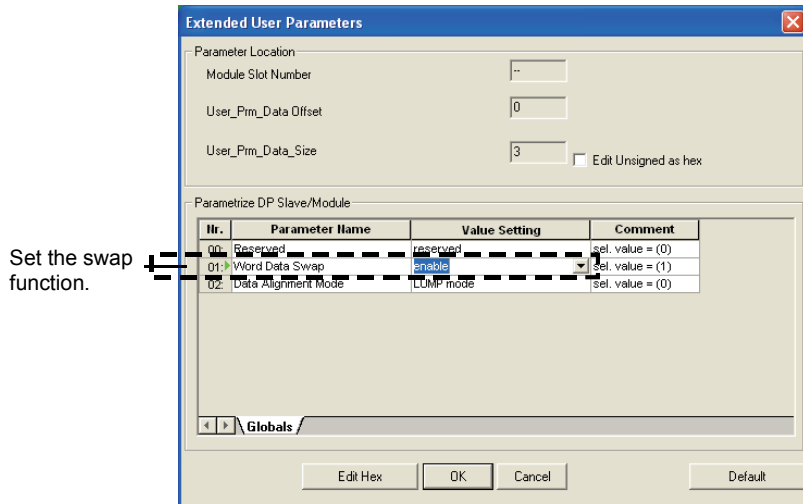 Extended User Parameters
Parameter Location
Module Slot Number
--
User_Prm_Data Offset
0
User_Prm_Data_Size
3
Edit Unsigned as hex
Parametrize DP Slave/Module
Nr. Parameter Name Value Setting Comment
00: Reserved reserved sel. value = (0)
01: Word Data Swap enable sel. value = (1)
02: Data Alignment Mode LUMP mode sel. value = (0)
Set the swap
function.
Globals
Edit Hex OK Cancel Default